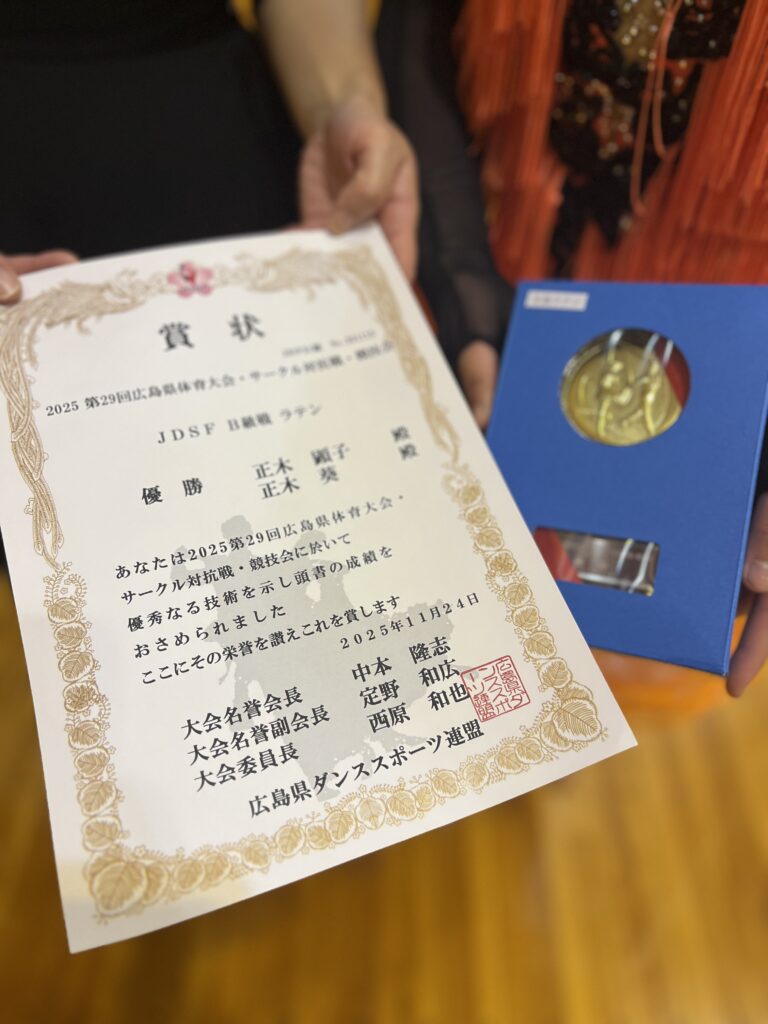 賞状
2025 第29回広島県体育大会・サークル対抗戦・競技会
JDSF B級戦 ラテン
優勝
正木 顕子 殿
正木 葵 殿
あなたは2025第29回広島県体育大会・
サークル対抗戦・競技会に於いて
優秀なる技術を示し頭書の成績を
おさめられました
ここにその栄誉を讃えこれを賞します
2025年11月24日
大会名誉会長 中本 隆志
大会名誉副会長 定野 和広
大会委員長 西原 和也
広島県ダンススポーツ連盟